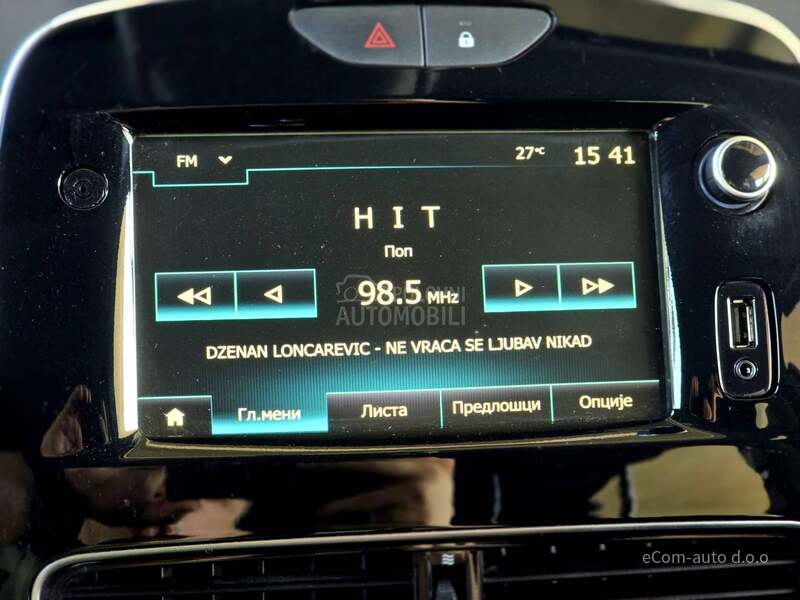 FM
27°C
15 41
HIT
Поп
98.5 MHz
POLOVNI
AUTOMOBILI
DZENAN LONCAREVIC - NE VRACA SE LJUBAV NIKAD
Гл.мени
Листа
Предлошци
Опције
eCom-auto d.o.o